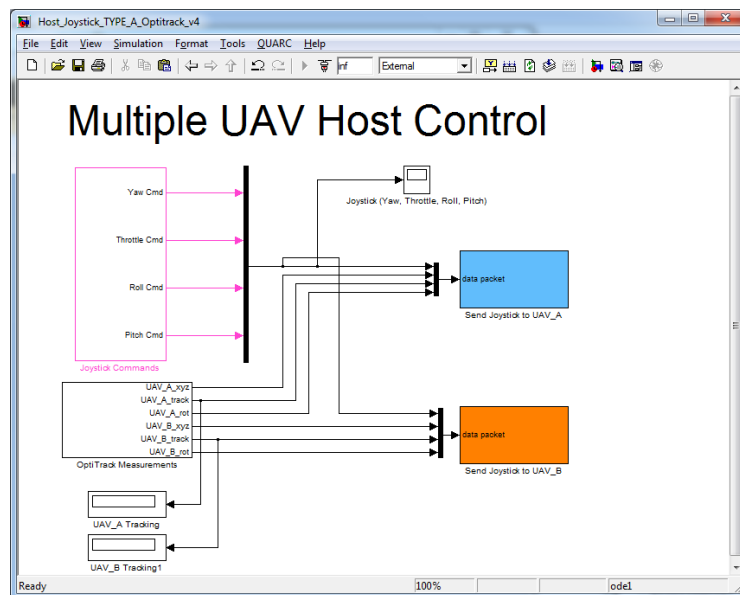 Host_Joystick_TYPE_A_Optitrack_v4
File Edit View Simulation Format Tools QUARC Help
inf External
Multiple UAV Host Control
Yaw Cmd
Throttle Cmd
Roll Cmd
Pitch Cmd
Joystick Commands
Joystick (Yaw, Throttle, Roll, Pitch)
data packet
Send Joystick to UAV_A
UAV_A_xyz
UAV_A_track
UAV_A_rot
UAV_B_xyz
UAV_B_track
UAV_B_rot
OptiTrack Measurements
data packet
Send Joystick to UAV_B
UAV_A Tracking
UAV_B Tracking1
Ready 100% ode1